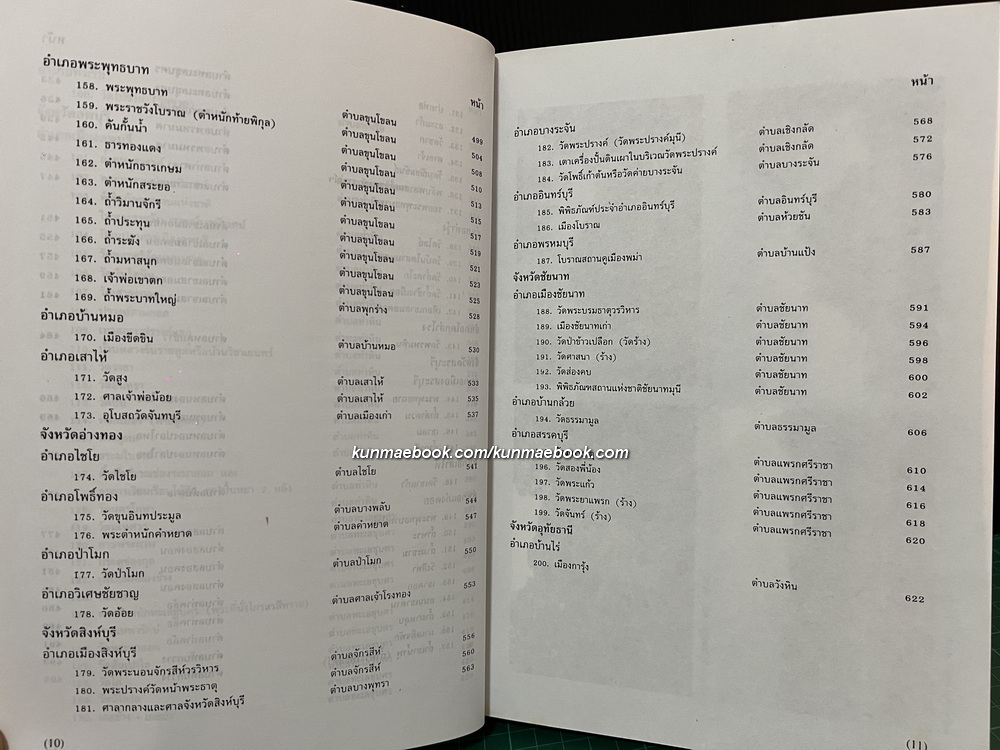 หน้า
อำเภอพระพุทธบาท
158. พระพุทธบาท ตำบลขุนโขลน 499
159. พระราชวังโบราณ (ตำหนักท้ายพิกุล) ตำบลขุนโขลน 504
160. คันกั้นน้ำ ตำบลขุนโขลน 508
161. ธารทองแดง ตำบลขุนโขลน 510
162. ตำหนักธารเกษม ตำบลขุนโขลน 513
163. ตำหนักสระยอ ตำบลขุนโขลน 515
164. ถ้ำวิมานจักรี ตำบลขุนโขลน 517
165. ถ้ำประทุน ตำบลขุนโขลน 519
166. ถ้ำระฆัง ตำบลขุนโขลน 521
167. ถ้ำมหาสนุก ตำบลขุนโขลน 523
168. เจ้าพ่อเขาตก ตำบลขุนโขลน 525
169. ถ้ำพระบาทใหญ่ ตำบลพุกร่าง 528
อำเภอบ้านหมอ
170. เมืองขีดขิน ตำบลบ้านหมอ 530
อำเภอเสาไห้
171. วัดสูง ตำบลเสาไห้ 533
172. ศาลเจ้าพ่อน้อย ตำบลเสาไห้ 535
173. อุโบสถวัดจันทบุรี ตำบลเมืองเก่า 537
จังหวัดอ่างทอง
อำเภอไชโย
174. วัดไชโย ตำบลไชโย 541
อำเภอโพธิ์ทอง
175. วัดขุนอินทประมูล ตำบลบางพลับ 544
176. พระตำหนักคำหยาด ตำบลคำหยาด 547
อำเภอป่าโมก
177. วัดป่าโมก ตำบลป่าโมก 550
อำเภอวิเศษชัยชาญ
178. วัดอ้อย ตำบลศาลเจ้าโรงทอง 553
จังหวัดสิงห์บุรี
อำเภอเมืองสิงห์บุรี
179. วัดพระนอนจักรสีห์วรวิหาร ตำบลจักรสีห์ 556
180. พระปรางค์วัดหน้าพระธาตุ ตำบลจักรสีห์ 560
181. ศาลากลางและศาลจังหวัดสิงห์บุรี ตำบลบางพุทรา 563
(10)
หน้า
อำเภอบางระจัน
182. วัดพระปรางค์ (วัดพระปรางค์มุนี) ตำบลเชิงกลัด 568
183. เตาเครื่องปั้นดินเผาในบริเวณวัดพระปรางค์ ตำบลเชิงกลัด 572
184. วัดโพธิ์เก้าต้นหรือวัดค่ายบางระจัน ตำบลบางระจัน 576
อำเภออินทร์บุรี
185. พิพิธภัณฑ์ประจำอำเภออินทร์บุรี ตำบลอินทร์บุรี 580
186. เมืองโบราณ ตำบลห้วยชัน 583
อำเภอพรหมบุรี
187. โบราณสถานคูเมืองพม่า ตำบลบ้านแป้ง 587
จังหวัดชัยนาท
อำเภอเมืองชัยนาท
188. วัดพระบรมธาตุวรวิหาร ตำบลชัยนาท 591
189. เมืองชัยนาทเก่า ตำบลชัยนาท 594
190. วัดป่าข้าวเปลือก (วัดร้าง) ตำบลชัยนาท 596
191. วัดศาสนา (ร้าง) ตำบลชัยนาท 598
192. วัดส่องคบ ตำบลชัยนาท 600
193. พิพิธภัณฑสถานแห่งชาติชัยนาทมุนี ตำบลชัยนาท 602
อำเภอบ้านกล้วย
194. วัดธรรมามูล ตำบลธรรมามูล 606
อำเภอสรรคบุรี
ตำบลแพรกศรีราชา 610
196. วัดสองพี่น้อง ตำบลแพรกศรีราชา 614
197. วัดพระแก้ว ตำบลแพรกศรีราชา 616
198. วัดพระยาแพรก (ร้าง) ตำบลแพรกศรีราชา 618
199. วัดจันทร์ (ร้าง) ตำบลแพรกศรีราชา 620
จังหวัดอุทัยธานี
อำเภอบ้านไร่
200. เมืองการุ้ง ตำบลวังหิน 622
(11)
kunmaebook.com/kunmaebook.com